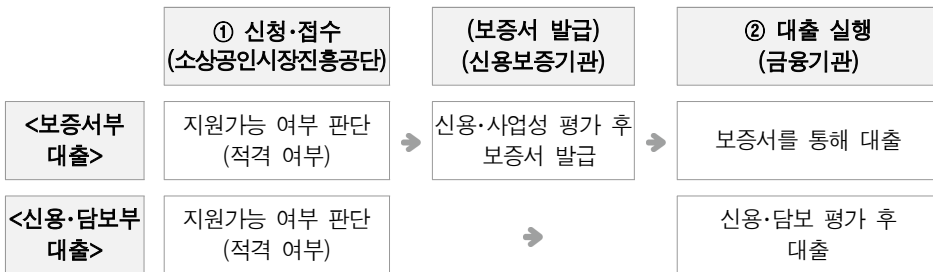 ① 신청·접수
(소상공인시장진흥공단)
(보증서 발급)
(신용보증기관)
② 대출 실행
(금융기관)
<보증서부
대출>
지원가능 여부 판단
(적격 여부)
신용·사업성 평가 후
보증서 발급
보증서를 통해 대출
<신용·담보부
대출>
지원가능 여부 판단
(적격 여부)
신용·담보 평가 후
대출